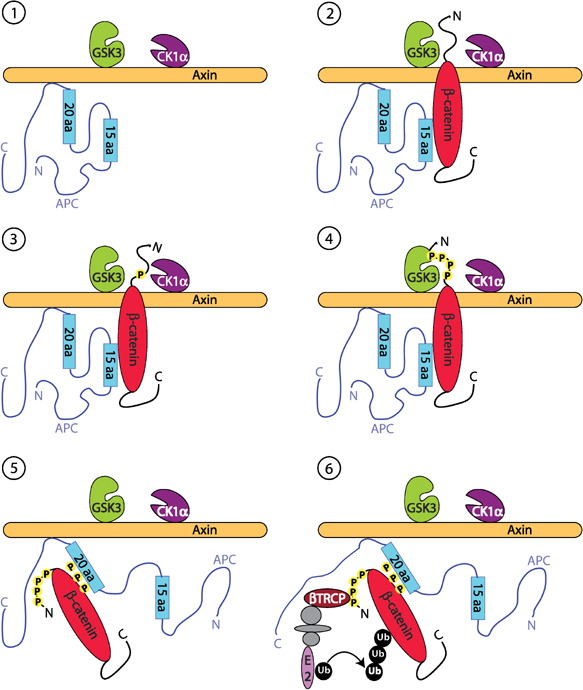 1
GSK3
CK1α
Axin
20 aa
15 aa
C
N
APC
2
N
GSK3
CK1α
Axin
β-catenin
20 aa
15 aa
C
C
N
APC
3
N
P
GSK3
CK1α
Axin
β-catenin
20 aa
15 aa
C
C
N
APC
4
N
P P P
P
GSK3
CK1α
Axin
β-catenin
20 aa
15 aa
C
C
N
APC
5
GSK3
CK1α
Axin
20 aa
APC
P P P
P P P P
15 aa
β-catenin
N
C
C
N
6
GSK3
CK1α
Axin
20 aa
APC
P P P
P P P P
βTRCP
15 aa
β-catenin
N
C
C
N
E2
Ub
Ub
Ub
Ub